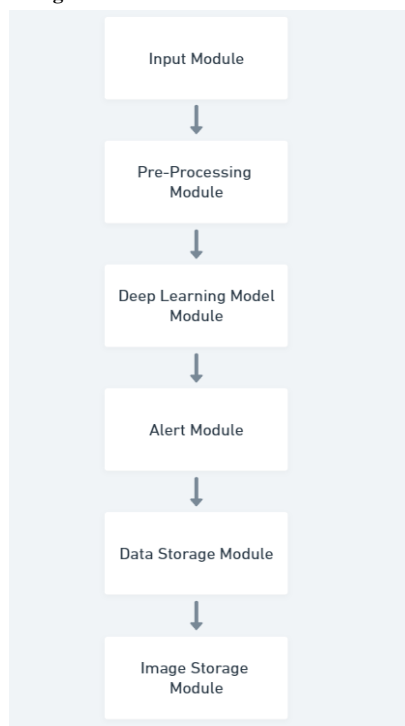 Input Module
Pre-Processing
Module
Deep Learning Model
Module
Alert Module
Data Storage Module
Image Storage
Module